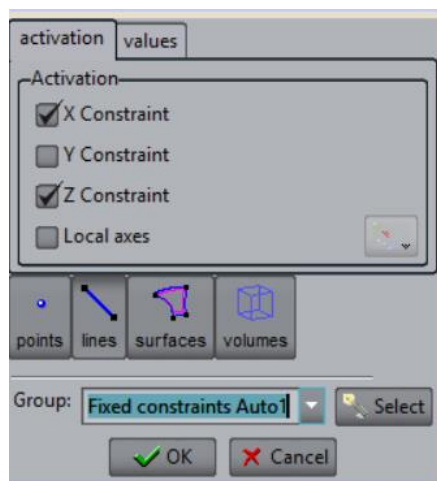 activation values
Activation
X Constraint
Y Constraint
Z Constraint
Local axes
points lines surfaces volumes
Group: Fixed constraints Auto1 Select
OK Cancel